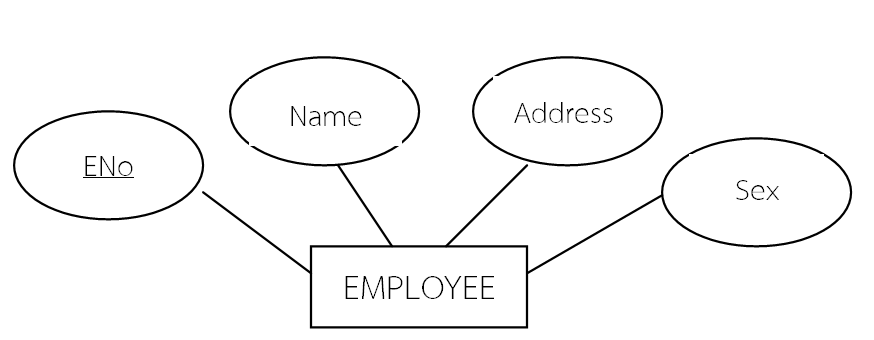 ENo
Name
Address
Sex
EMPLOYEE